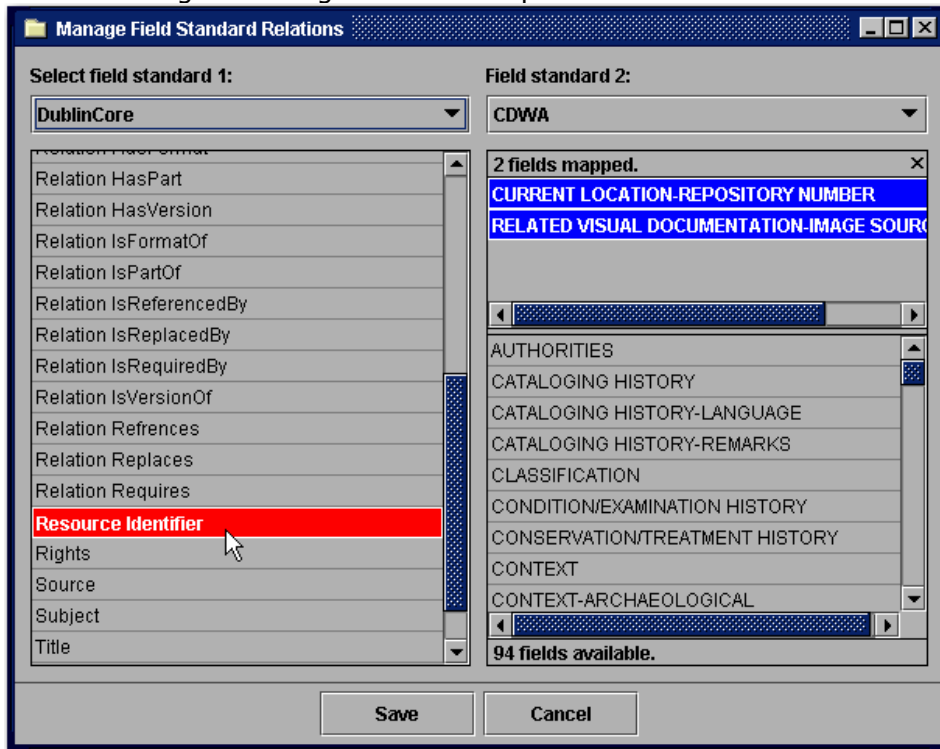 Manage Field Standard Relations
Select field standard 1:
DublinCore
Relation HasPart
Relation HasVersion
Relation IsFormatOf
Relation IsPartOf
Relation IsReferencedBy
Relation IsReplacedBy
Relation IsRequiredBy
Relation IsVersionOf
Relation Refrences
Relation Replaces
Relation Requires
Resource Identifier
Rights
Source
Subject
Title
Field standard 2:
CDWA
2 fields mapped.
CURRENT LOCATION-REPOSITORY NUMBER
RELATED VISUAL DOCUMENTATION-IMAGE
AUTHORITIES
CATALOGING HISTORY
CATALOGING HISTORY-LANGUAGE
CATALOGING HISTORY-REMARKS
CLASSIFICATION
CONDITION/EXAMINATION HISTORY
CONSERVATION/TREATMENT HISTORY
CONTEXT
CONTEXT-ARCHAEOLOGICAL
94 fields available.
Save
Cancel